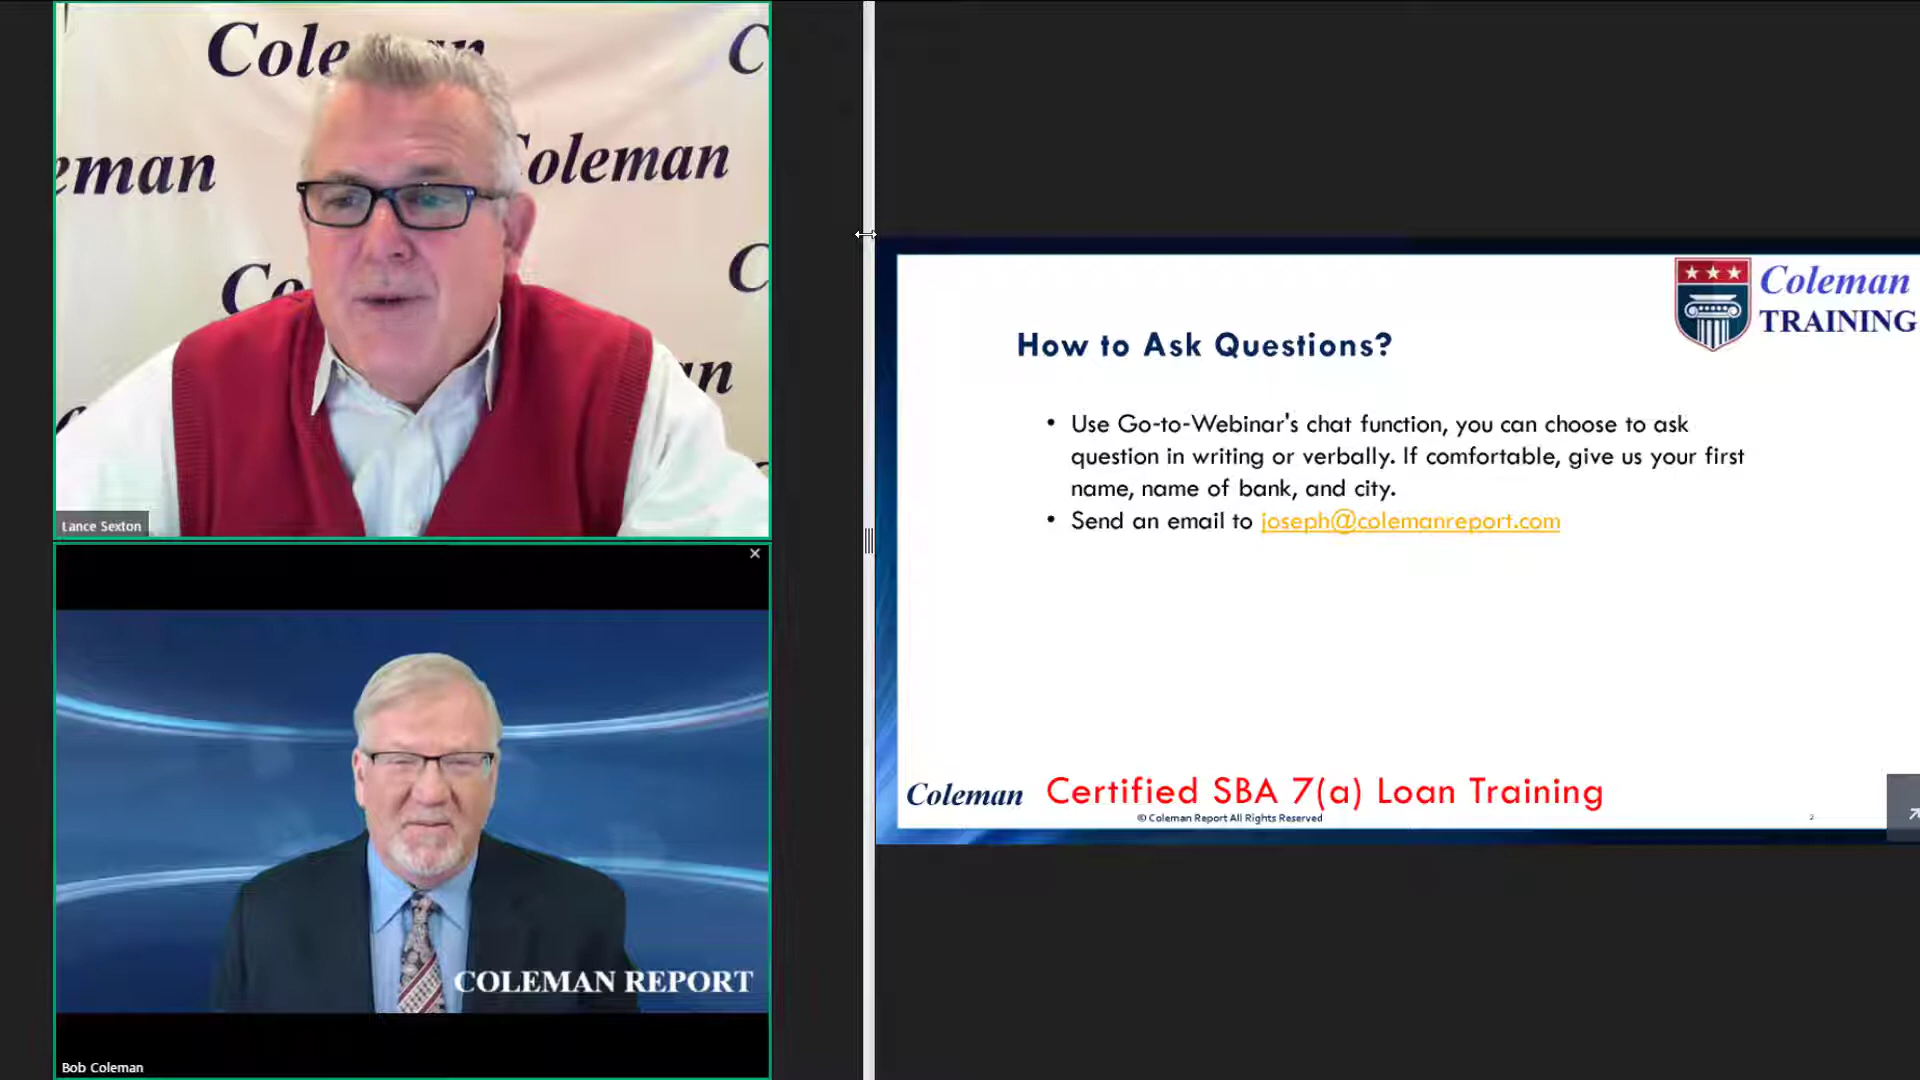 Coleman
C
eman
Coleman
Co
C
an
Lance Sexton
COLEMAN REPORT
Bob Coleman
Coleman
TRAINING
How to Ask Questions?
• Use Go-to-Webinar's chat function, you can choose to ask
question in writing or verbally. If comfortable, give us your first
name, name of bank, and city.
• Send an email to joseph@colemanreport.com
Coleman
Certified SBA 7(a) Loan Training
© Coleman Report All Rights Reserved
2